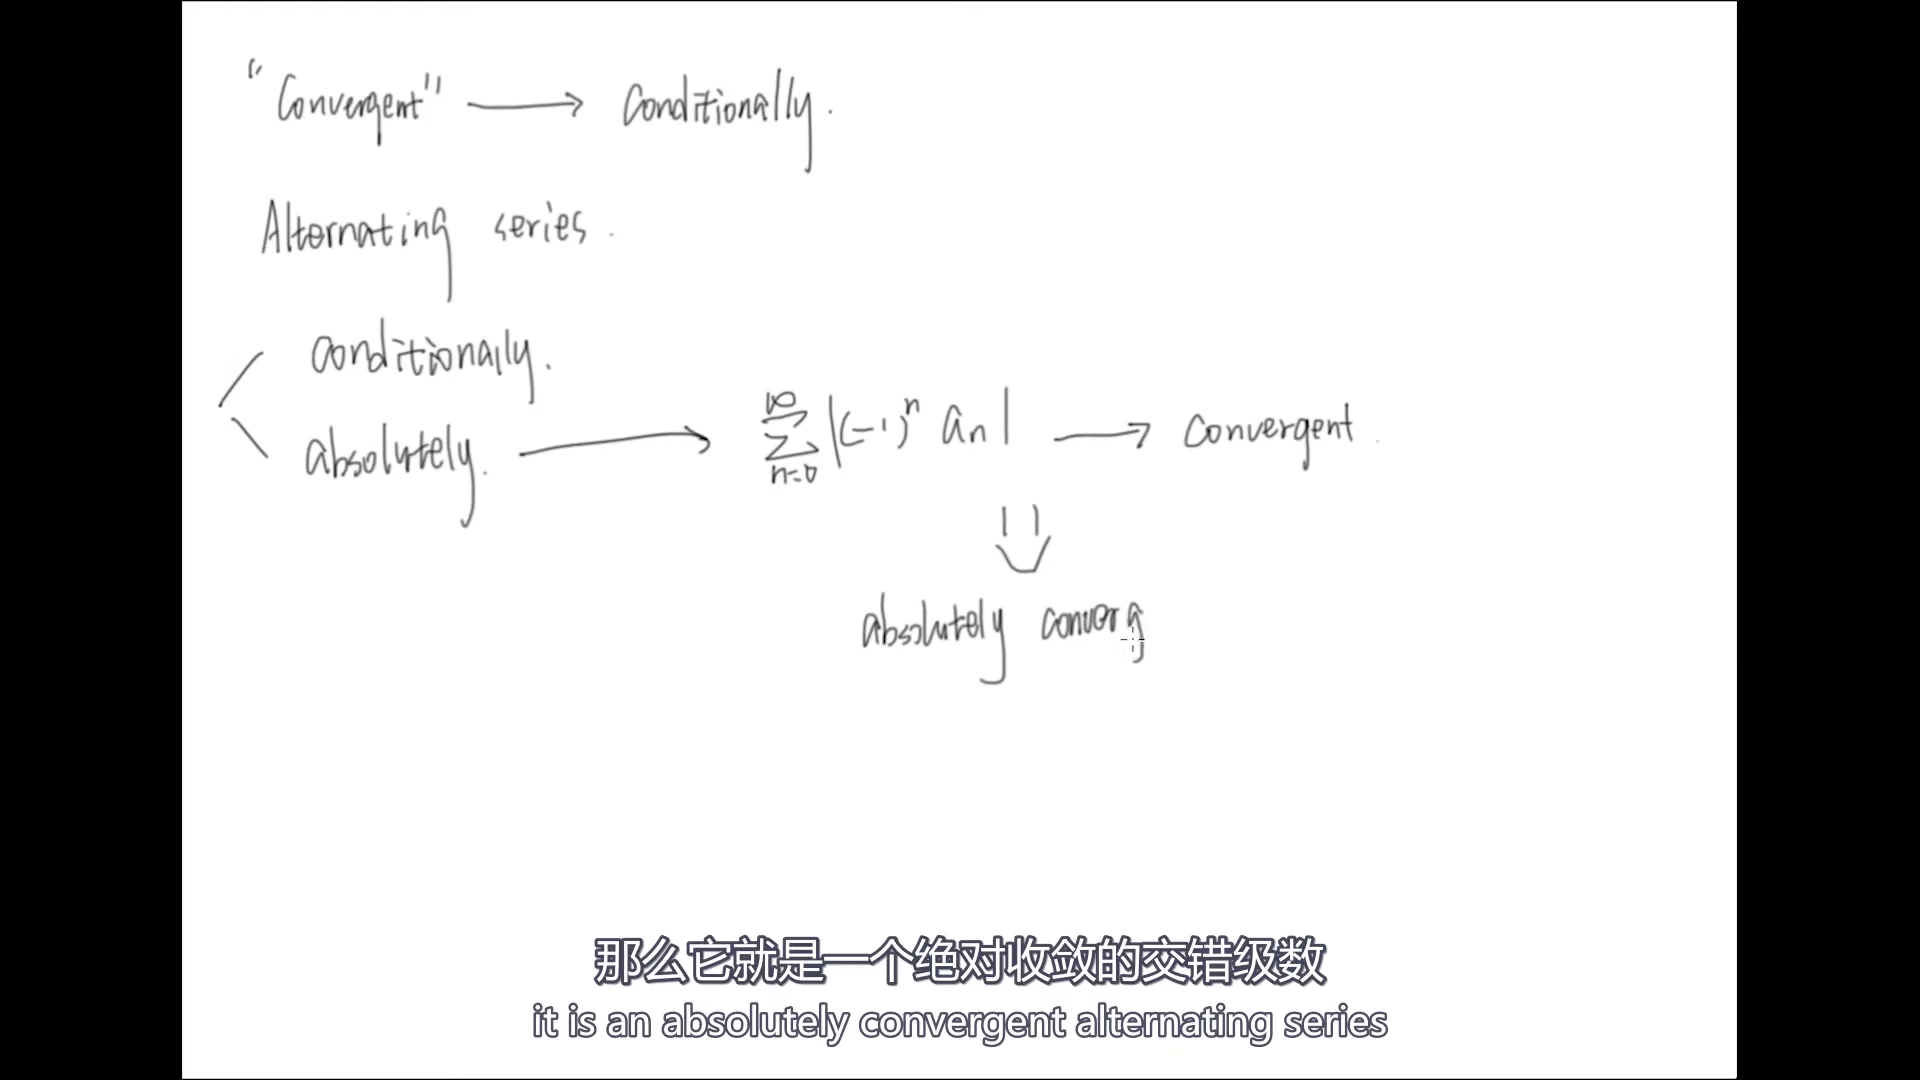 "Convergent" ⟶ Conditionally.
Alternating series.
conditionally.
absolutely. ⟶ ∞∑n=0 |(-1)^n an| ⟶ convergent.
⇓
absolutely converg
那么它就是一个绝对收敛的交错级数
it is an absolutely convergent alternating series